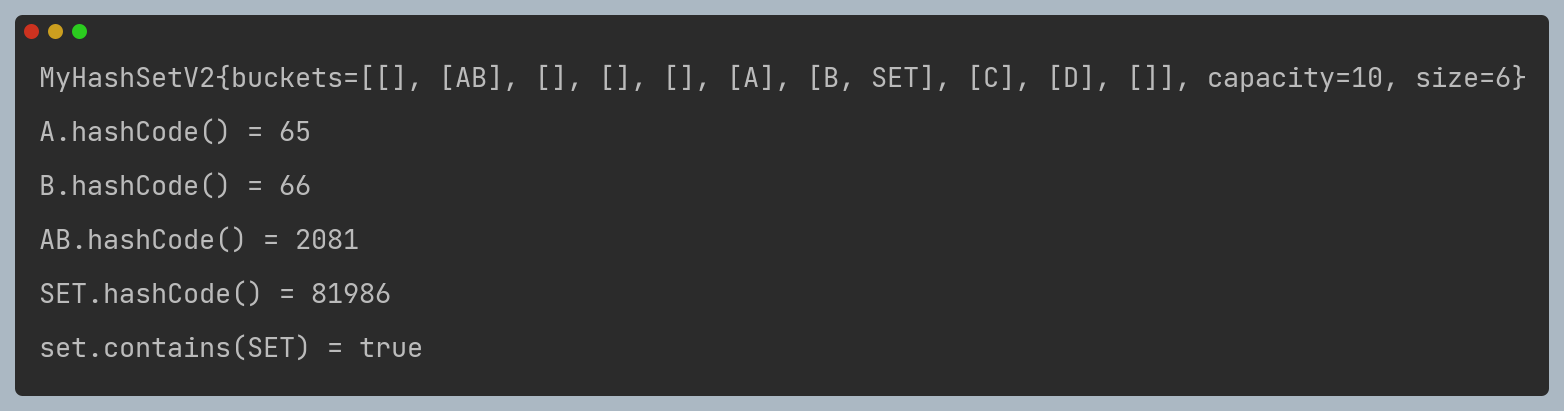 MyHashSetV2{buckets=[[], [AB], [], [], [], [A], [B, SET], [C], [D], []], capacity=10, size=6}
A.hashCode() = 65
B.hashCode() = 66
AB.hashCode() = 2081
SET.hashCode() = 81986
set.contains(SET) = true